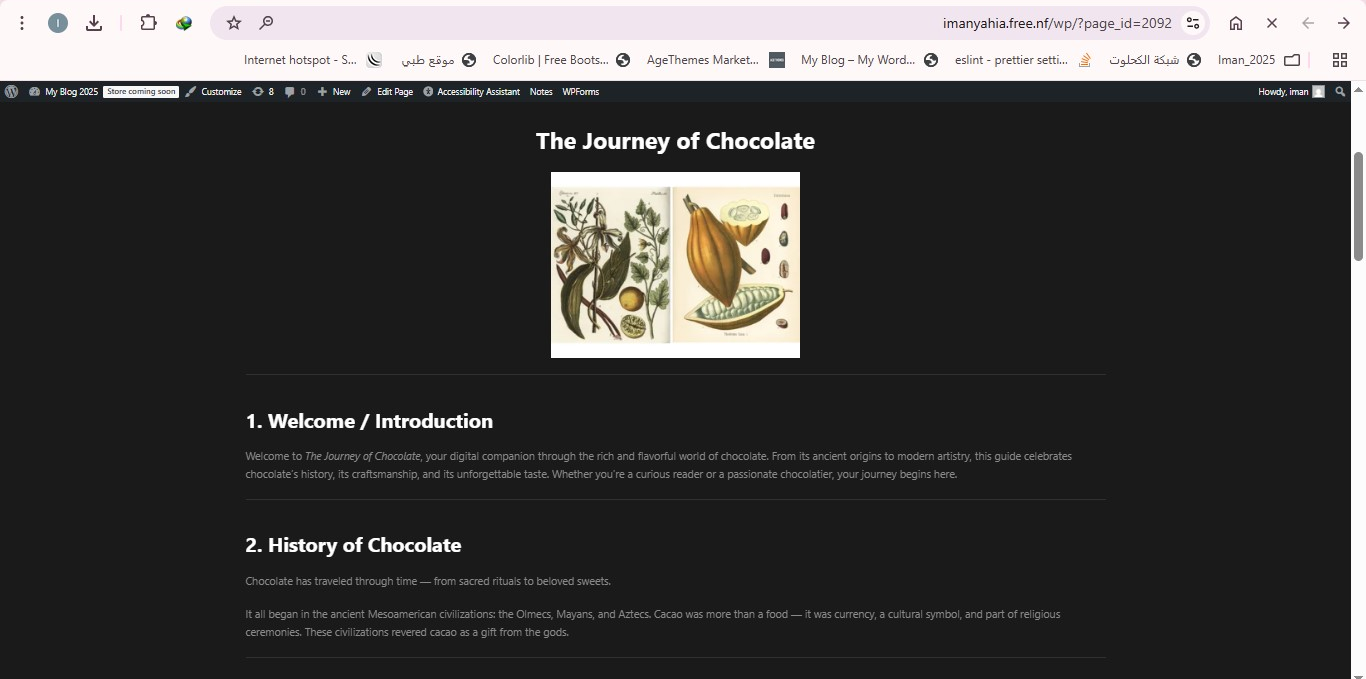 imanyahia.free.nf/wp/?page_id=2092
Internet hotspot - S...
موقع طبي
Colorlib | Free Boots...
AgeThemes Market...
My Blog – My Word...
eslint - prettier setti...
شبكة الكحلوت
Iman_2025
My Blog 2025
Store coming soon
Customize
8
0
New
Edit Page
Accessibility Assistant
Notes
WPForms
Howdy, iman
The Journey of Chocolate
1. Welcome / Introduction
Welcome to The Journey of Chocolate, your digital companion through the rich and flavorful world of chocolate. From its ancient origins to modern artistry, this guide celebrates
chocolate's history, its craftsmanship, and its unforgettable taste. Whether you're a curious reader or a passionate chocolatier, your journey begins here.
2. History of Chocolate
Chocolate has traveled through time — from sacred rituals to beloved sweets.
It all began in the ancient Mesoamerican civilizations: the Olmecs, Mayans, and Aztecs. Cacao was more than a food — it was currency, a cultural symbol, and part of religious
ceremonies. These civilizations revered cacao as a gift from the gods.